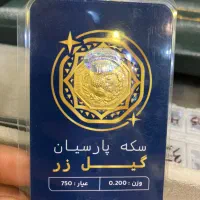 سکه پارسیان
گیل زر
وزن : 0.200 | عیار : 750